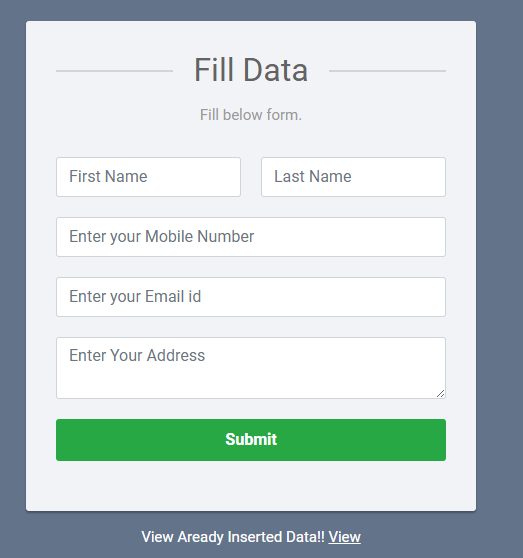 Fill Data
Fill below form.
First Name Last Name
Enter your Mobile Number
Enter your Email id
Enter Your Address
Submit
View Aready Inserted Data!! View